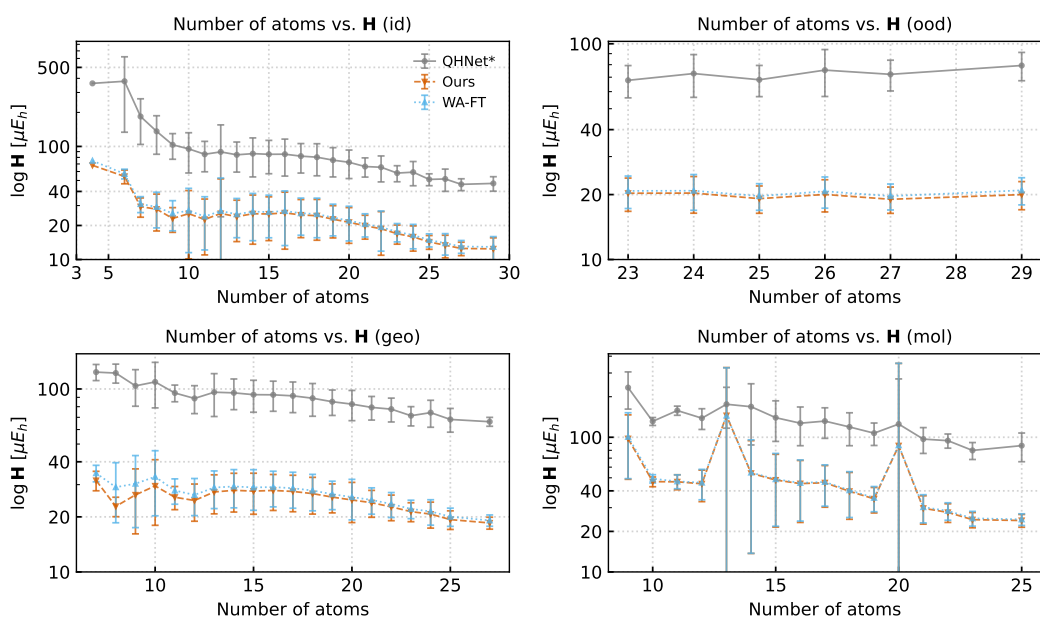 Number of atoms vs. H (id)
log H [μE_h]
500
100
40
20
10
3 5 10 15 20 25 30
Number of atoms
QHNet*
Ours
WA-FT
Number of atoms vs. H (ood)
log H [μE_h]
100
40
20
10
23 24 25 26 27 28 29
Number of atoms
Number of atoms vs. H (geo)
log H [μE_h]
100
40
20
10
10 15 20 25
Number of atoms
Number of atoms vs. H (mol)
log H [μE_h]
100
40
20
10
10 15 20 25
Number of atoms